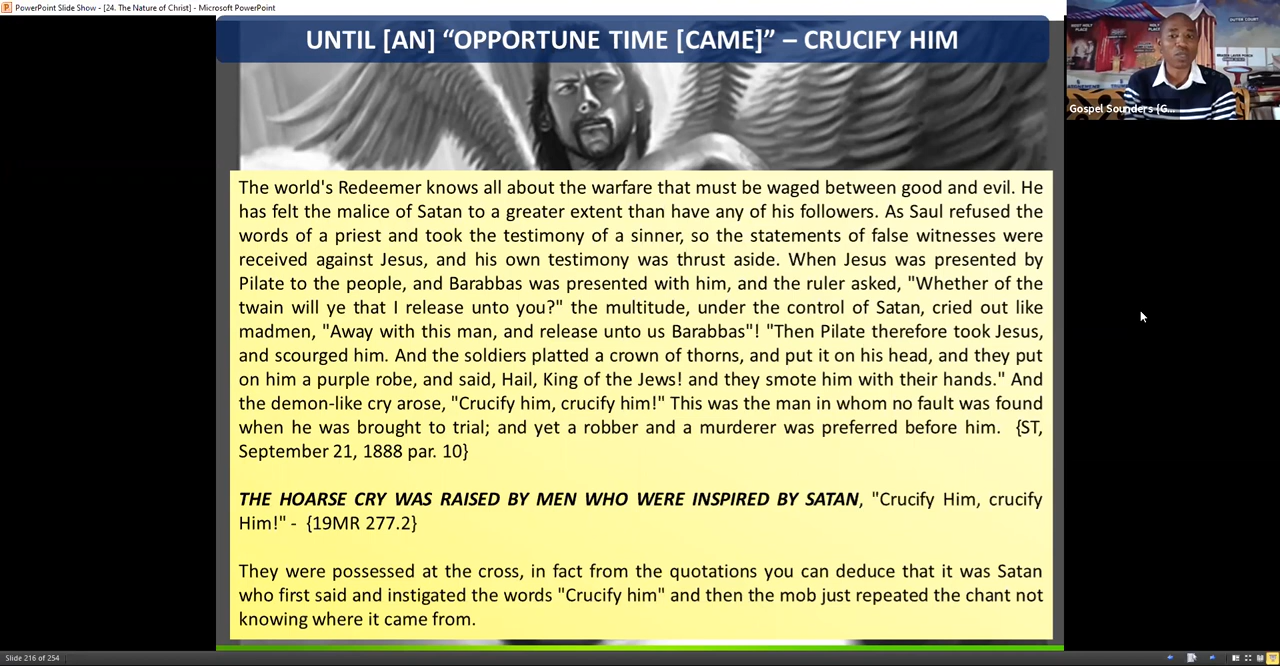 PowerPoint Slide Show - [24. The Nature of Christ] - Microsoft PowerPoint
UNTIL [AN] “OPPORTUNE TIME [CAME]” – CRUCIFY HIM
Gospel Sounders (G...
The world's Redeemer knows all about the warfare that must be waged between good and evil. He
has felt the malice of Satan to a greater extent than have any of his followers. As Saul refused the
words of a priest and took the testimony of a sinner, so the statements of false witnesses were
received against Jesus, and his own testimony was thrust aside. When Jesus was presented by
Pilate to the people, and Barabbas was presented with him, and the ruler asked, "Whether of the
twain will ye that I release unto you?" the multitude, under the control of Satan, cried out like
madmen, "Away with this man, and release unto us Barabbas"! "Then Pilate therefore took Jesus,
and scourged him. And the soldiers platted a crown of thorns, and put it on his head, and they put
on him a purple robe, and said, Hail, King of the Jews! and they smote him with their hands." And
the demon-like cry arose, "Crucify him, crucify him!" This was the man in whom no fault was found
when he was brought to trial; and yet a robber and a murderer was preferred before him. {ST,
September 21, 1888 par. 10}
THE HOARSE CRY WAS RAISED BY MEN WHO WERE INSPIRED BY SATAN, "Crucify Him, crucify
Him!" - {19MR 277.2}
They were possessed at the cross, in fact from the quotations you can deduce that it was Satan
who first said and instigated the words "Crucify him" and then the mob just repeated the chant not
knowing where it came from.
Slide 216 of 254